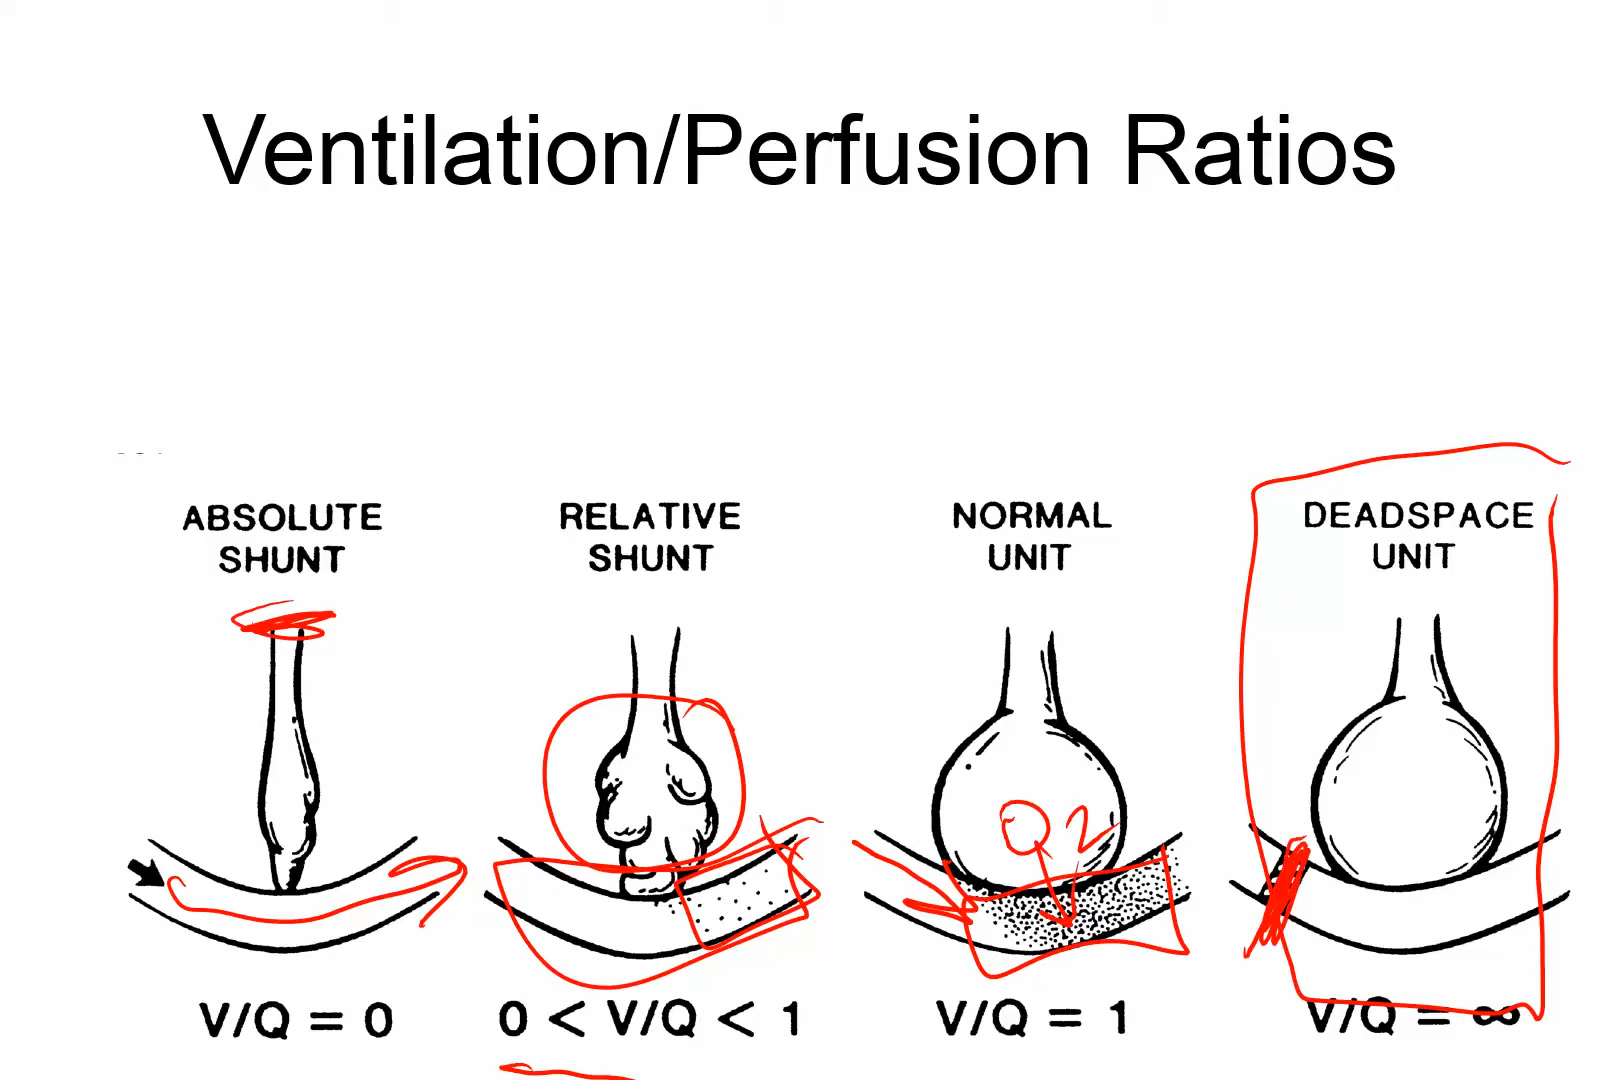 Ventilation/Perfusion Ratios
ABSOLUTE
SHUNT
RELATIVE
SHUNT
NORMAL
UNIT
DEADSPACE
UNIT
O2
V/Q = 0
0 < V/Q < 1
V/Q = 1
V/Q = ∞